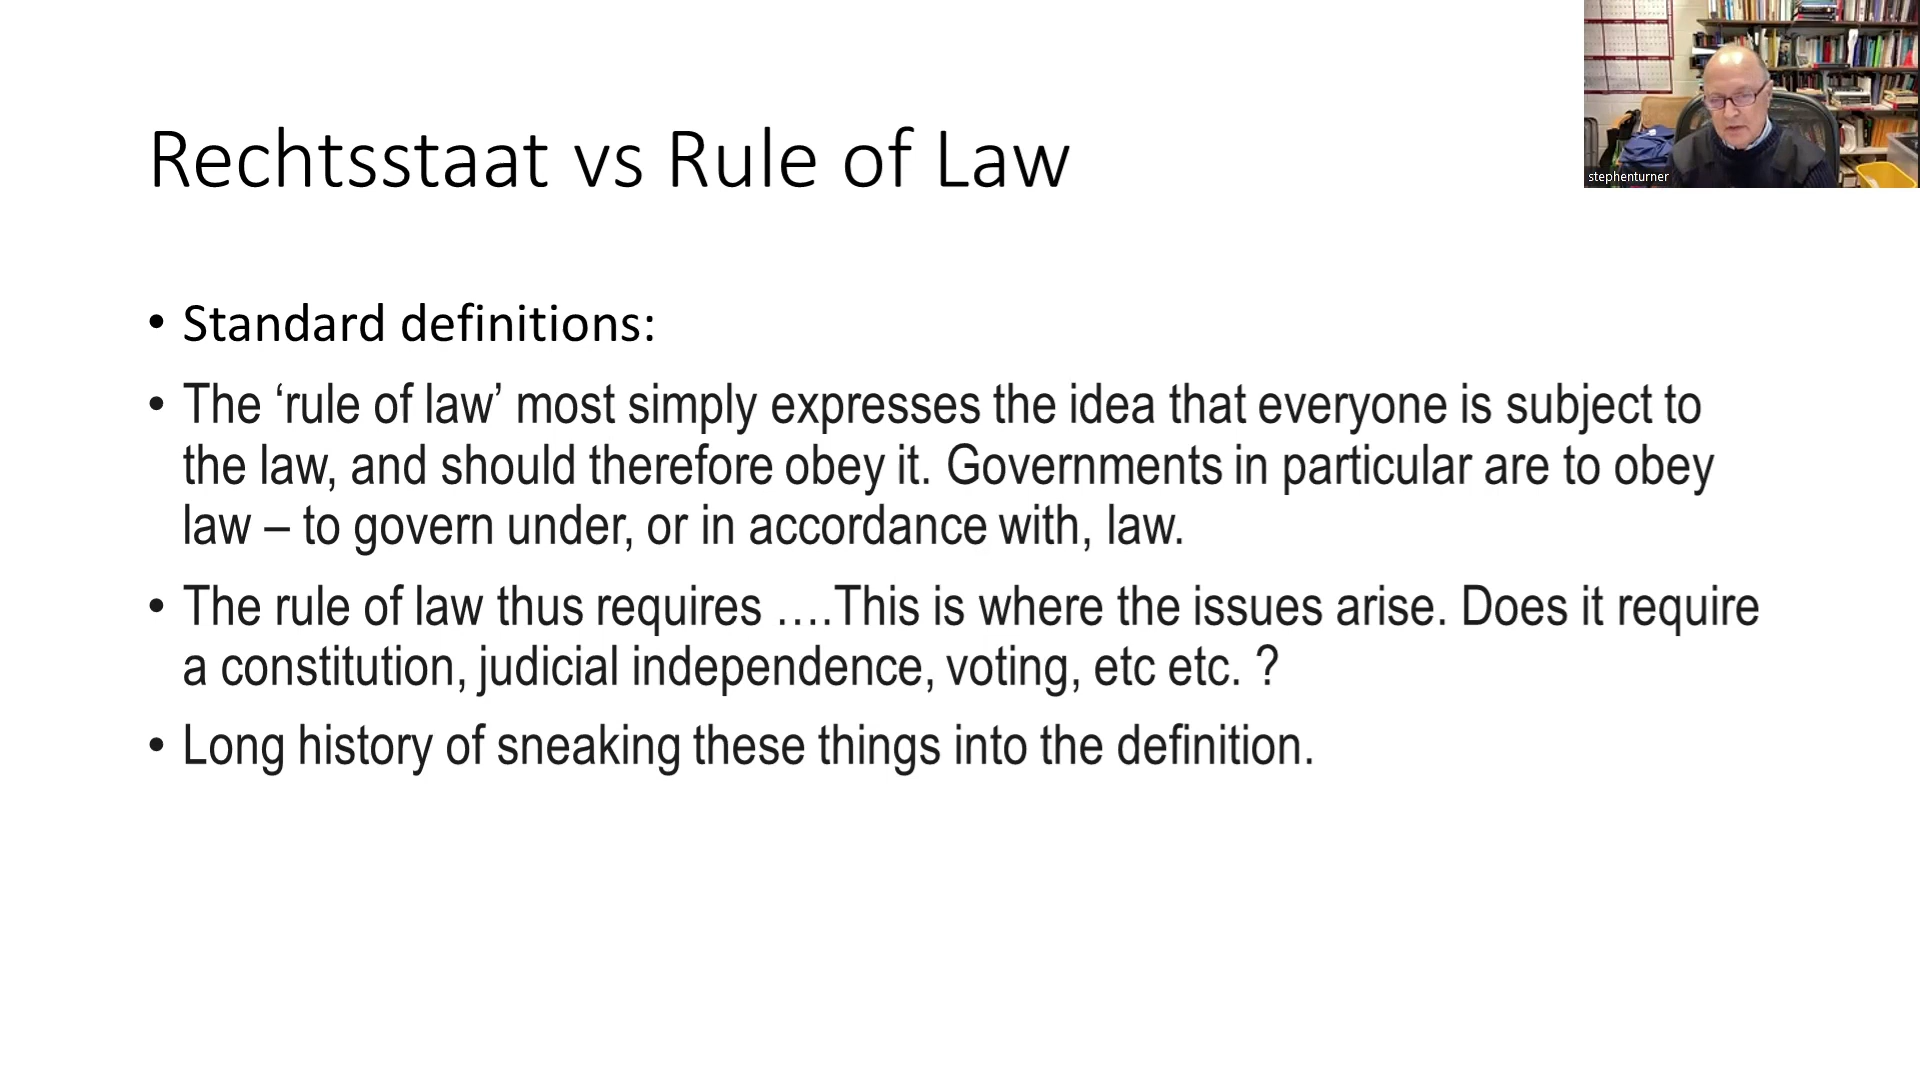 Rechtsstaat vs Rule of Law
stephenturner
• Standard definitions:
• The ‘rule of law’ most simply expresses the idea that everyone is subject to
the law, and should therefore obey it. Governments in particular are to obey
law – to govern under, or in accordance with, law.
• The rule of law thus requires ….This is where the issues arise. Does it require
a constitution, judicial independence, voting, etc etc. ?
• Long history of sneaking these things into the definition.